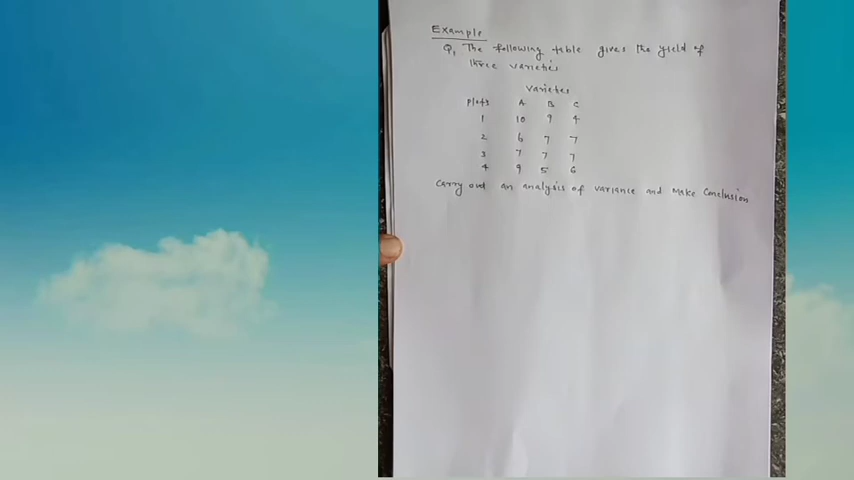 Example
Q, The following table gives the yield of
three varieties
varieties
Plots A B C
1 10 9 4
2 6 7 7
3 7 7 7
4 9 5 6
Carry out an analysis of variance and make Conclusion